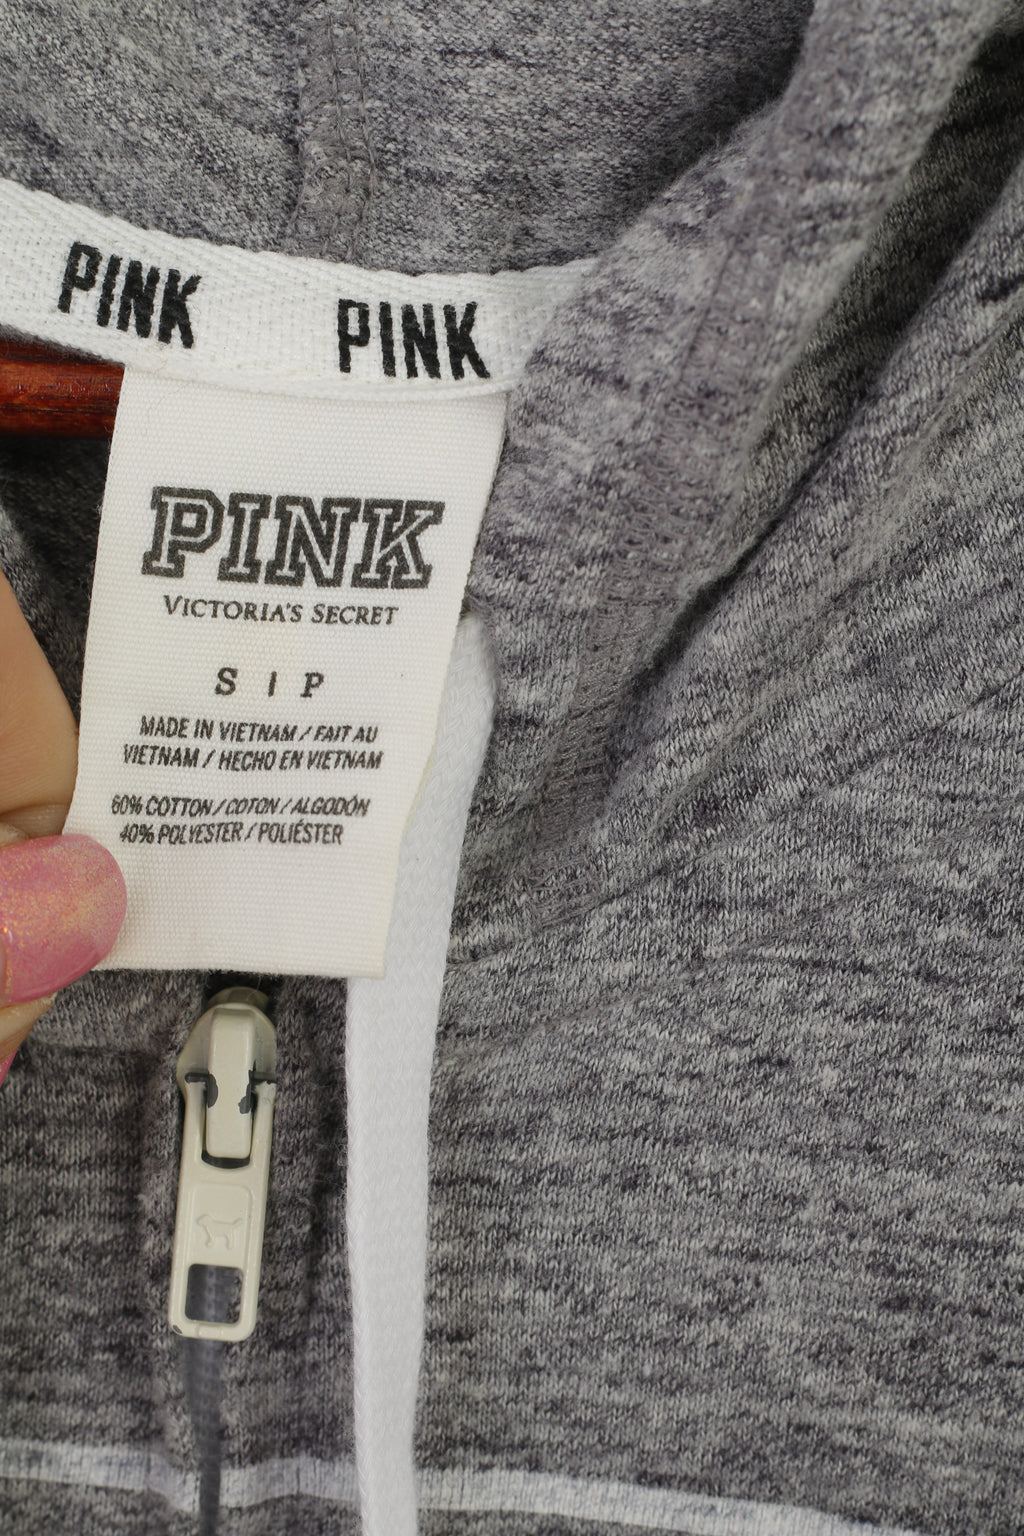 PINK PINK
PINK
VICTORIA'S SECRET
S | P
MADE IN VIETNAM / FAIT AU
VIETNAM / HECHO EN VIETNAM
60% COTTON / COTON / ALGODÓN
40% POLYESTER / POLIÉSTER